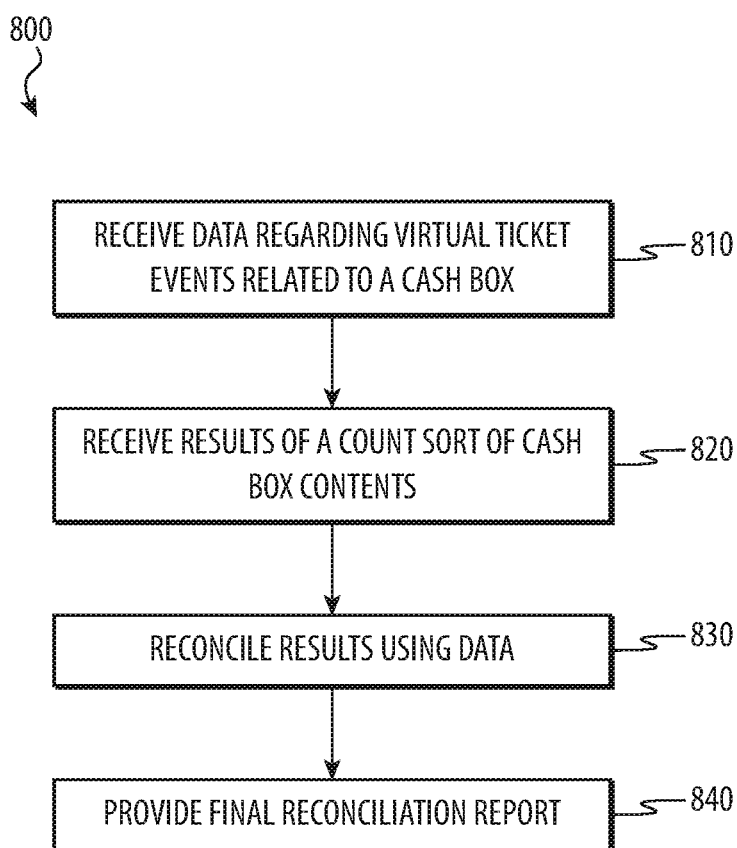 800
RECEIVE DATA REGARDING VIRTUAL TICKET
EVENTS RELATED TO A CASH BOX
810
RECEIVE RESULTS OF A COUNT SORT OF CASH
BOX CONTENTS
820
RECONCILE RESULTS USING DATA
830
PROVIDE FINAL RECONCILIATION REPORT
840